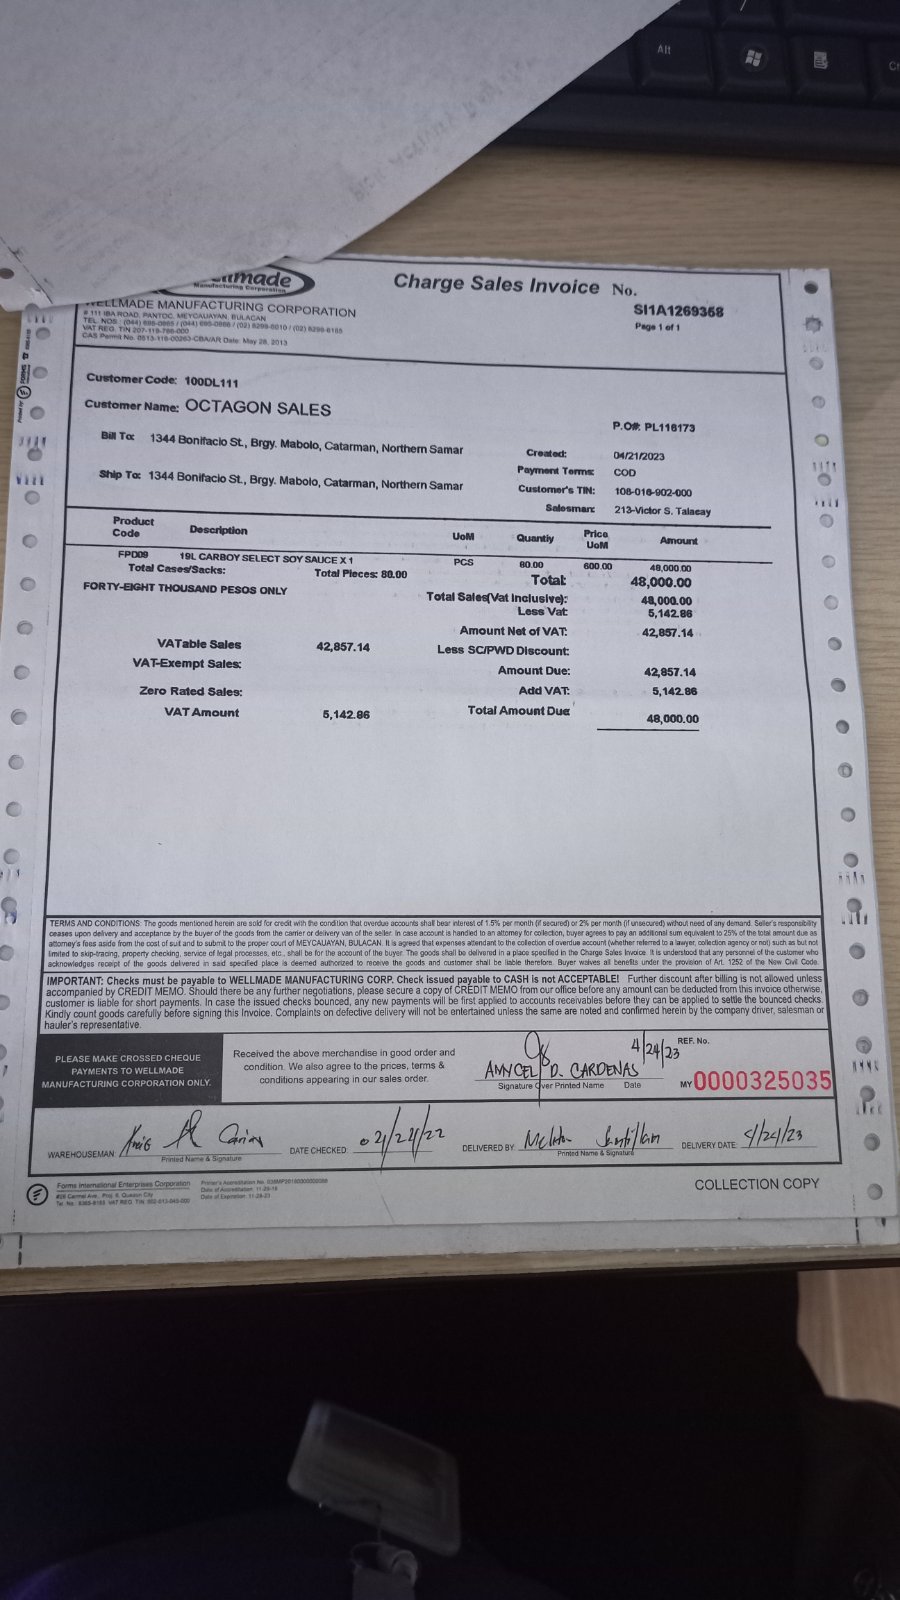 Alt
llmade
Manufacturing Corporation
Charge Sales Invoice No.
SI1A1269358
Page 1 of 1
WELLMADE MANUFACTURING CORPORATION
# 111 IBA ROAD, PANTOC, MEYCAUAYAN, BULACAN
VAT REG. TIN 207-119-766-000
CAS Permit No. 0513-116-00263-CBA/AR Date: May 28, 2013
Customer Code: 100DL111
Customer Name: OCTAGON SALES
P.O#: PL116173
Bill To: 1344 Bonifacio St., Brgy. Mabolo, Catarman, Northern Samar
Created: 04/21/2023
Payment Terms: COD
Ship To: 1344 Bonifacio St., Brgy. Mabolo, Catarman, Northern Samar
Customer's TIN: 108-016-902-000
Salesman: 213-Victor S. Talacay
Product Code Description UoM Quantiy Price UoM Amount
FPD09 19L CARBOY SELECT SOY SAUCE X 1 PCS 80.00 600.00 48,000.00
Total Cases/Sacks: Total Pieces: 80.00 Total: 48,000.00
FORTY-EIGHT THOUSAND PESOS ONLY
Total Sales(Vat Inclusive): 48,000.00
Less Vat: 5,142.86
VATable Sales 42,857.14 Amount Net of VAT: 42,857.14
VAT-Exempt Sales: Less SC/PWD Discount:
Amount Due: 42,857.14
Zero Rated Sales: Add VAT: 5,142.86
VAT Amount 5,142.86 Total Amount Due: 48,000.00
TERMS AND CONDITIONS: The goods mentioned herein are sold for credit with the condition that overdue accounts shall bear interest of 1.5% per month (if secured) or 2% per month (if unsecured) without need of any demand. Seller's responsibility
ceases upon delivery and acceptance by the buyer of the goods from the carrier or delivery van of the seller. In case account is handled to an attorney for collection, buyer agrees to pay an additional sum equivalent to 25% of the total amount due as
attorney's fees aside from the cost of suit and to submit to the proper court of MEYCAUAYAN, BULACAN. It is agreed that expenses attendant to the collection of overdue account (whether referred to a lawyer, collection agency or not) such as but not
limited to skip-tracing, property checking, service of legal processes, etc., shall be for the account of the buyer. The goods shall be delivered in a place specified in the Charge Sales Invoice. It is understood that any personnel of the customer who
acknowledges receipt of the goods delivered in said specified place is deemed authorized to receive the goods and customer shall be liable therefore. Buyer waives all benefits under the provision of Art. 1252 of the New Civil Code.
IMPORTANT: Checks must be payable to WELLMADE MANUFACTURING CORP. Check issued payable to CASH is not ACCEPTABLE! Further discount after billing is not allowed unless
accompanied by CREDIT MEMO. Should there be any further negotiations, please secure a copy of CREDIT MEMO from our office before any amount can be deducted from this invoice otherwise,
customer is liable for short payments. In case the issued checks bounced, any new payments will be first applied to accounts receivables before they can be applied to settle the bounced checks.
Kindly count goods carefully before signing this Invoice. Complaints on defective delivery will not be entertained unless the same are noted and confirmed herein by the company driver, salesman or
hauler's representative.
PLEASE MAKE CROSSED CHEQUE
PAYMENTS TO WELLMADE
MANUFACTURING CORPORATION ONLY.
Received the above merchandise in good order and
condition. We also agree to the prices, terms &
conditions appearing in our sales order.
ANYCEL D. CARDENAS 4/24/23
Signature Over Printed Name Date
REF. No.
MY 0000325035
WAREHOUSEMAN:
Printed Name & Signature
DATE CHECKED:
DELIVERED BY:
Printed Name & Signature
DELIVERY DATE: 4/24/23
Forms International Enterprises Corporation
#28 Carmel Ave., Proj. 6, Quezon City
Date of Accreditation: 11-29-18
Date of Expiration: 11-28-23
COLLECTION COPY